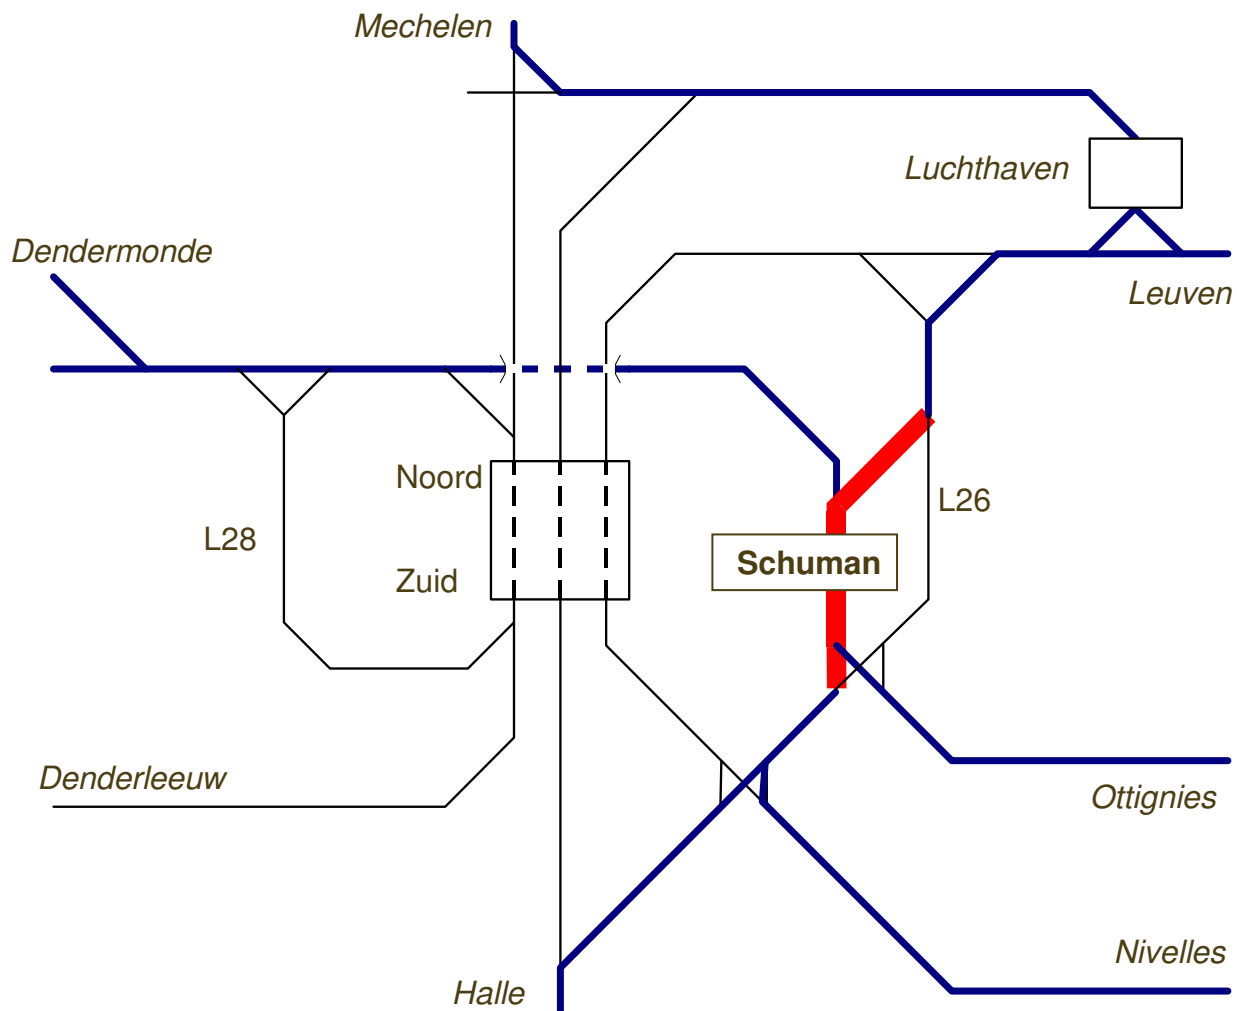 Mechelen
Luchthaven
Dendermonde
Leuven
Noord
L26
L28
Schuman
Zuid
Denderleeuw
Ottignies
Nivelles
Halle